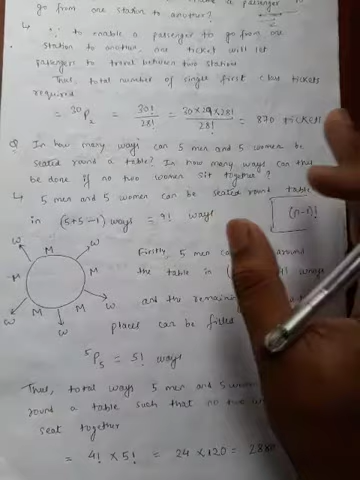 go from one station to another?
↳ ∵ to enable a passenger to go from one
station to another, one ticket will let
passengers to travel between two station
Thus, total number of single first class tickets
required
= ³⁰P₂ = 30!/28! = 30×29×28!/28! = 870 tickets
Q In how many ways can 5 men and 5 women be
seated round a table? In how many ways can this
be done if no two women sit together?
↳ 5 men and 5 women can be seated round table
in (5+5-1) ways = 9! ways
(n-1)!
M
W
W
M
M
M
M
W
W
W
Firstly 5 men around
the table in ways
and the remaining
places can be filled
⁵P₅ = 5! ways
Thus, total ways 5 men and 5 women
round a table such that no two
seat together
= 4! × 5! = 24 × 120 = 2880